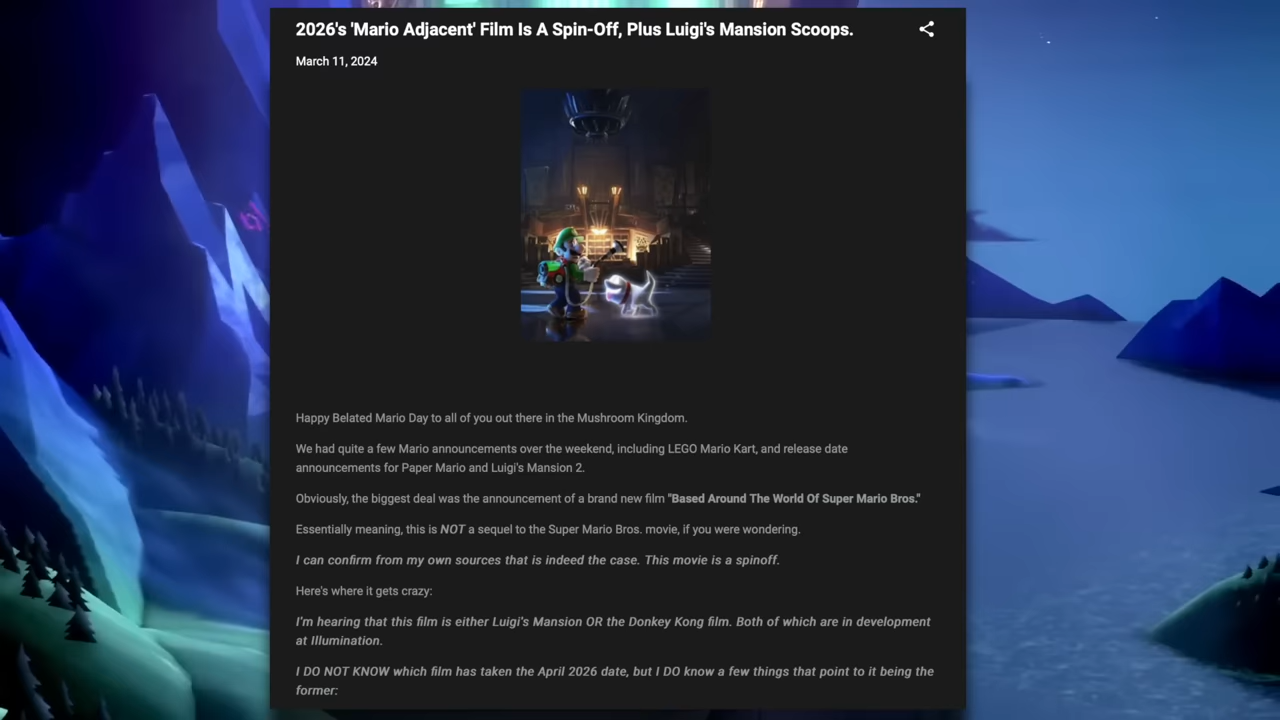 2026's 'Mario Adjacent' Film Is A Spin-Off, Plus Luigi's Mansion Scoops.
March 11, 2024
Happy Belated Mario Day to all of you out there in the Mushroom Kingdom.
We had quite a few Mario announcements over the weekend, including LEGO Mario Kart, and release date
announcements for Paper Mario and Luigi's Mansion 2.
Obviously, the biggest deal was the announcement of a brand new film "Based Around The World Of Super Mario Bros."
Essentially meaning, this is NOT a sequel to the Super Mario Bros. movie, if you were wondering.
I can confirm from my own sources that is indeed the case. This movie is a spinoff.
Here's where it gets crazy:
I'm hearing that this film is either Luigi's Mansion OR the Donkey Kong film. Both of which are in development
at Illumination.
I DO NOT KNOW which film has taken the April 2026 date, but I DO know a few things that point to it being the
former: